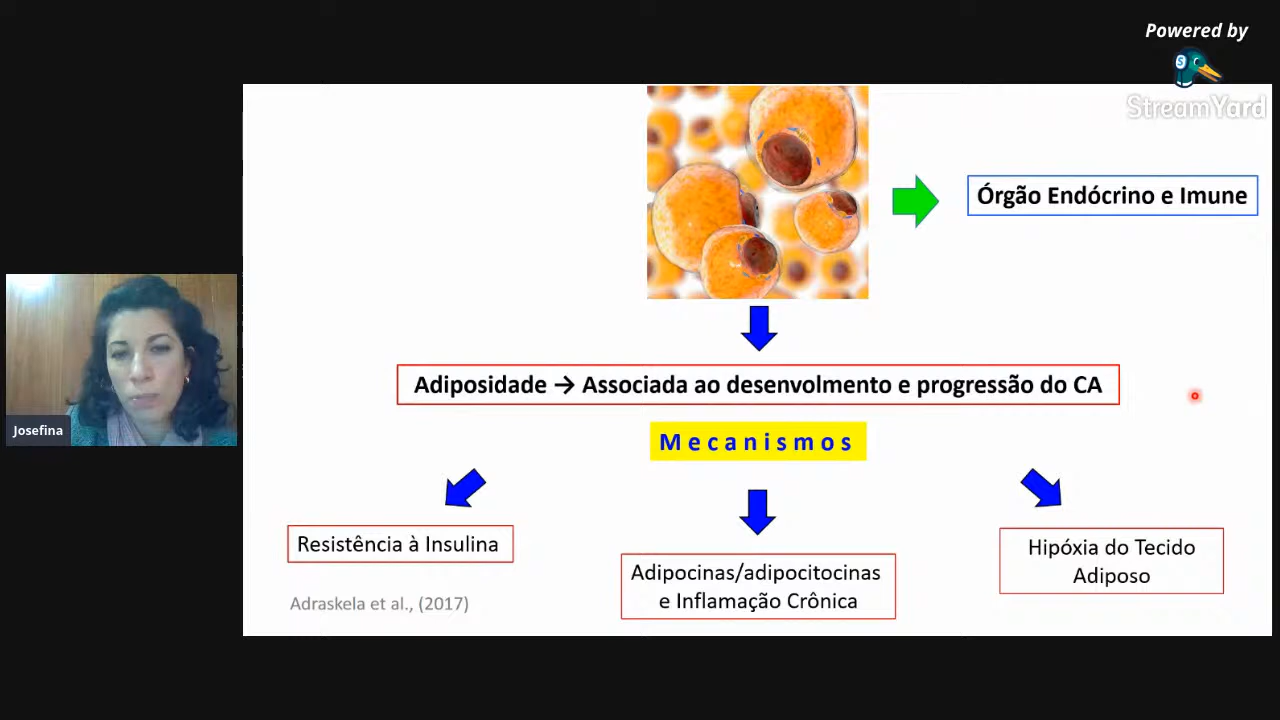 Powered by
StreamYard
Órgão Endócrino e Imune
Adiposidade → Associada ao desenvolmento e progressão do CA
Mecanismos
Resistência à Insulina
Adipocinas/adipocitocinas
e Inflamação Crônica
Hipóxia do Tecido
Adiposo
Adraskela et al., (2017)
Josefina